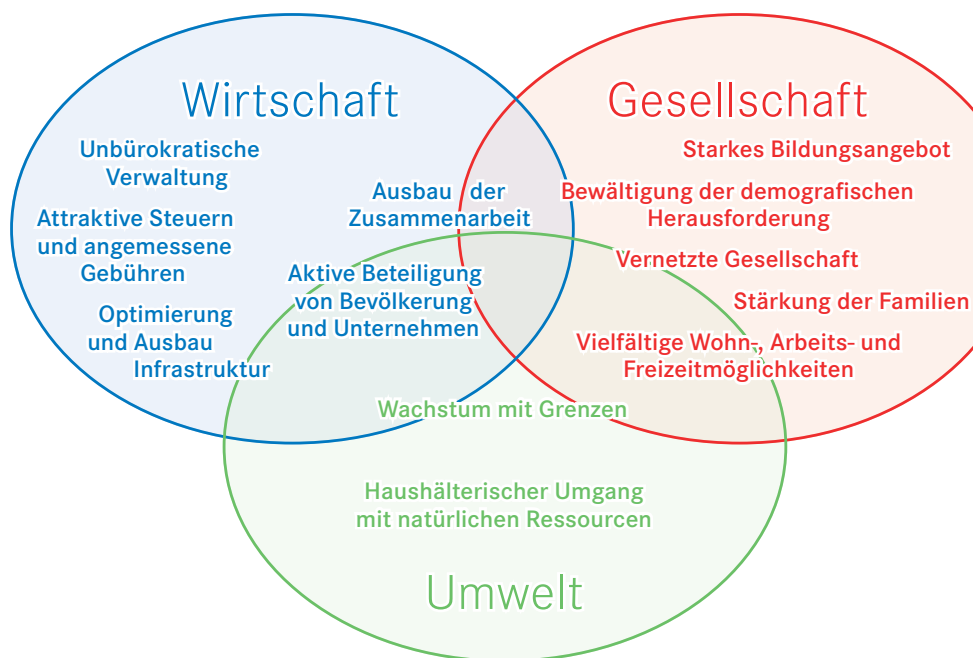 Wirtschaft
Unbürokratische
Verwaltung
Attraktive Steuern
und angemessene
Gebühren
Optimierung
und Ausbau
Infrastruktur
Ausbau der
Zusammenarbeit
Aktive Beteiligung
von Bevölkerung
und Unternehmen
Gesellschaft
Starkes Bildungsangebot
Bewältigung der demografischen
Herausforderung
Vernetzte Gesellschaft
Stärkung der Familien
Vielfältige Wohn-, Arbeits- und
Freizeitmöglichkeiten
Wachstum mit Grenzen
Haushälterischer Umgang
mit natürlichen Ressourcen
Umwelt